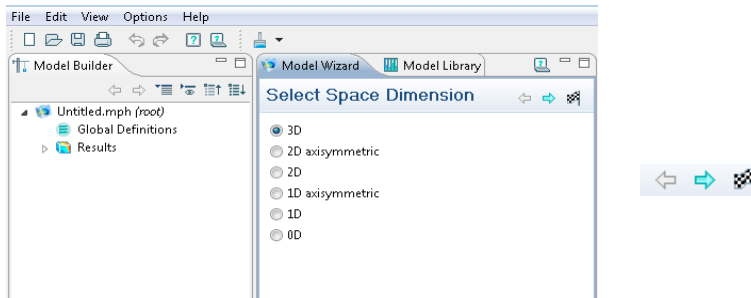 File Edit View Options Help
Model Builder
Model Wizard
Model Library
Select Space Dimension
Untitled.mph (root)
Global Definitions
Results
3D
2D axisymmetric
2D
1D axisymmetric
1D
0D